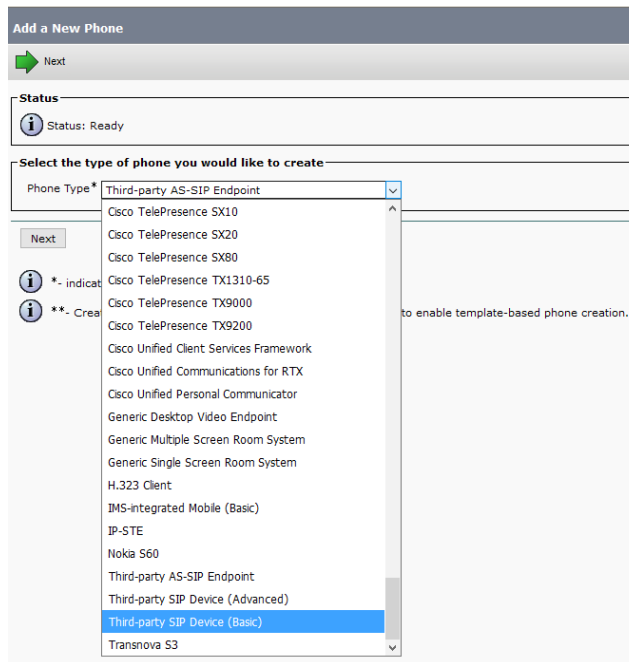 Add a New Phone
Next
Status
Status: Ready
Select the type of phone you would like to create
Phone Type* Third-party AS-SIP Endpoint
Cisco TelePresence SX10
Cisco TelePresence SX20
Cisco TelePresence SX80
Cisco TelePresence TX1310-65
Cisco TelePresence TX9000
Cisco TelePresence TX9200
Cisco Unified Client Services Framework
Cisco Unified Communications for RTX
Cisco Unified Personal Communicator
Generic Desktop Video Endpoint
Generic Multiple Screen Room System
Generic Single Screen Room System
H.323 Client
IMS-integrated Mobile (Basic)
IP-STE
Nokia S60
Third-party AS-SIP Endpoint
Third-party SIP Device (Advanced)
Third-party SIP Device (Basic)
Transnova S3
Next
*- indicat
**- Crea to enable template-based phone creation.